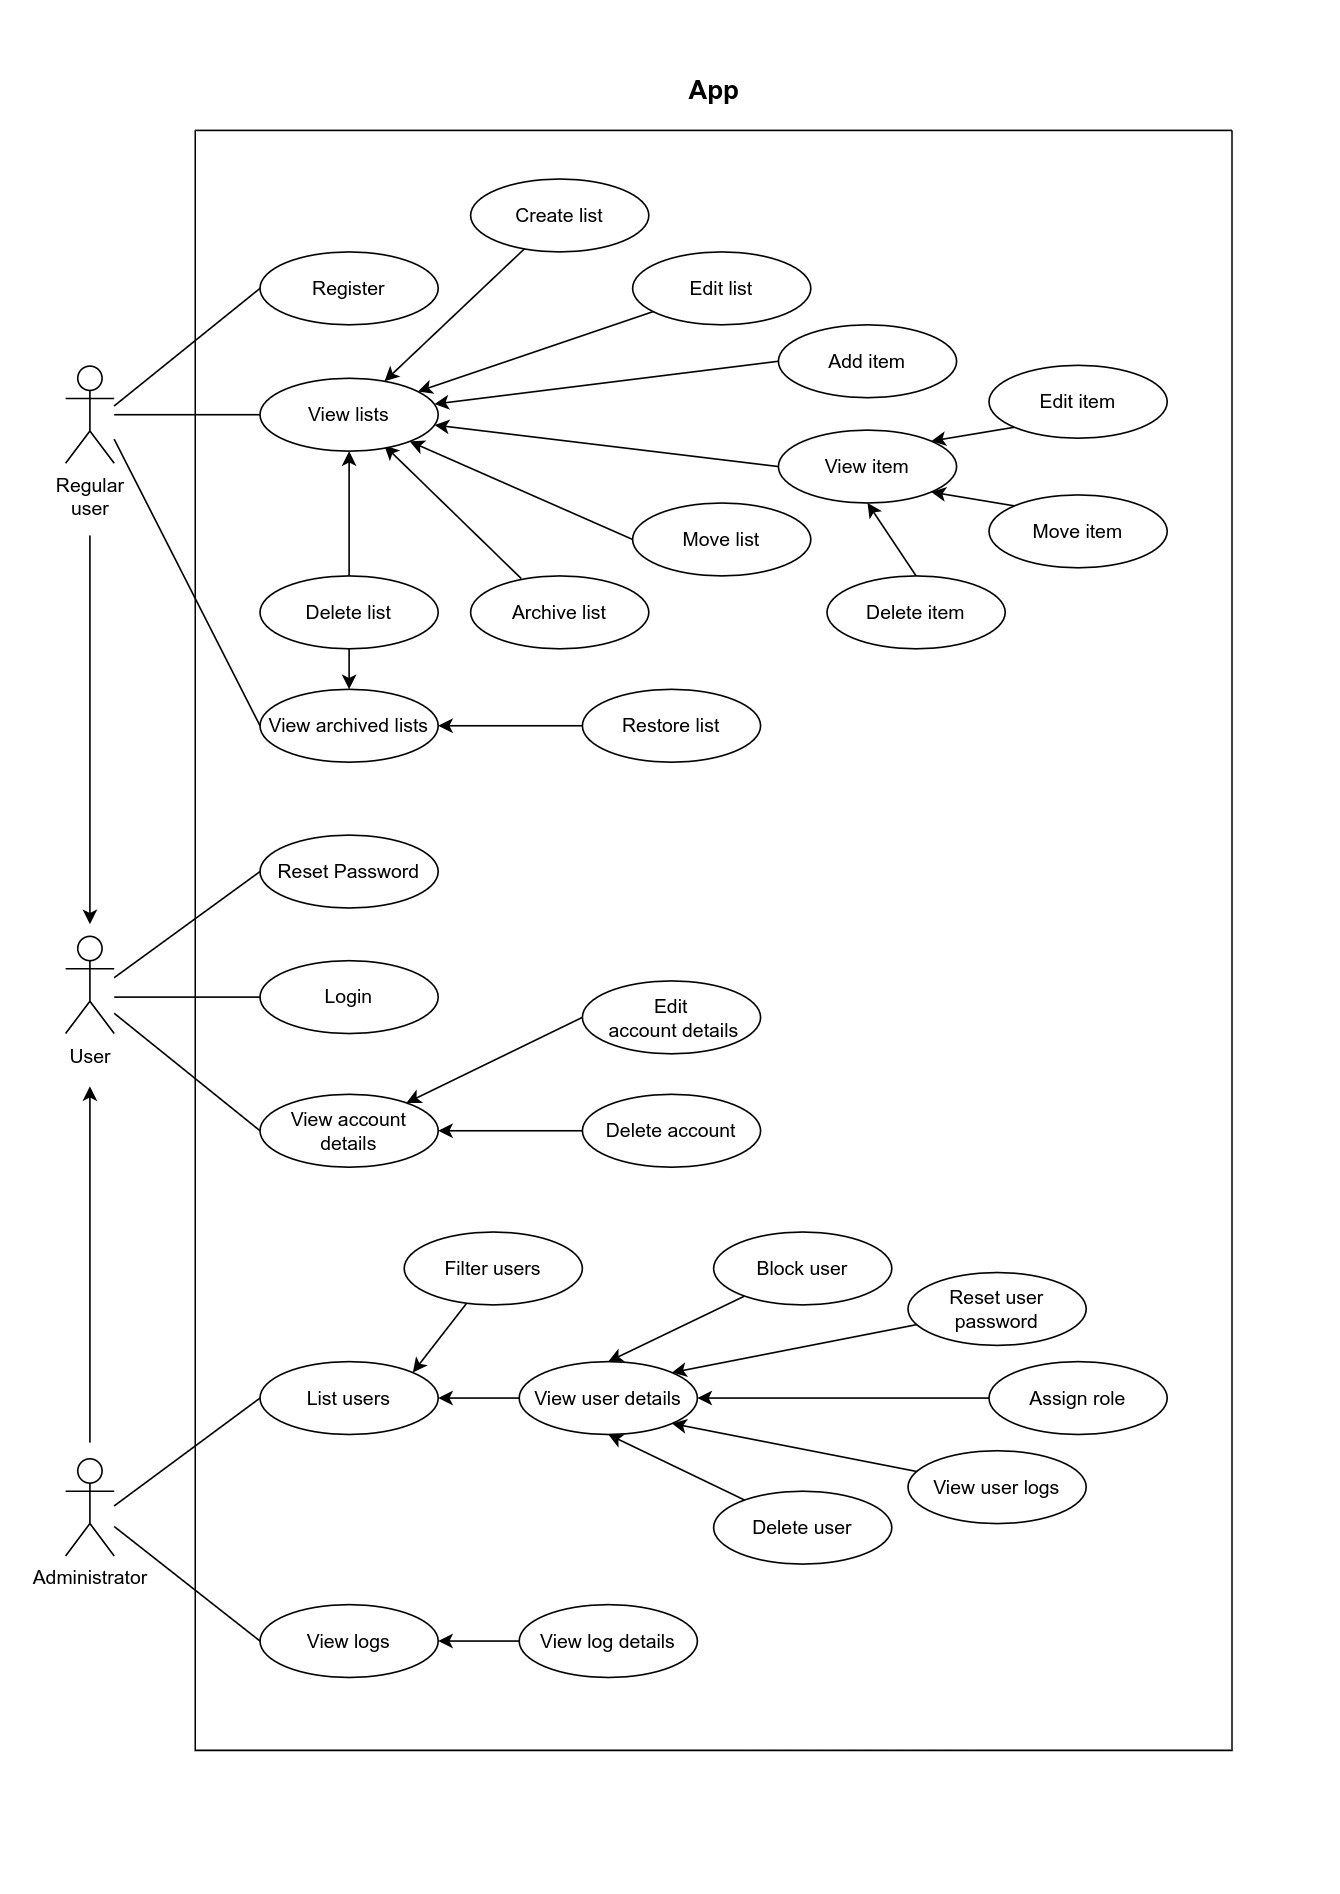 App
Create list
Register
Edit list
Add item
Edit item
View lists
View item
Regular
user
Move item
Move list
Delete list
Archive list
Delete item
View archived lists
Restore list
Reset Password
Login
Edit
account details
User
View account
details
Delete account
Filter users
Block user
Reset user
password
List users
View user details
Assign role
View user logs
Delete user
Administrator
View logs
View log details